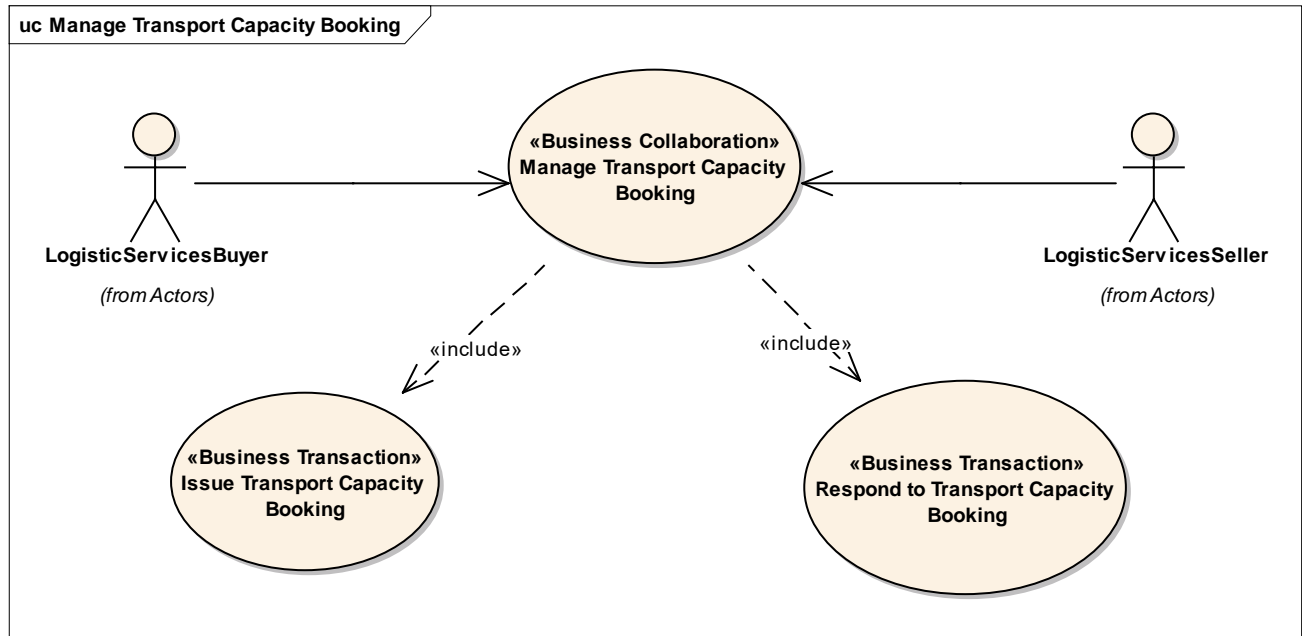 uc Manage Transport Capacity Booking
«Business Collaboration»
Manage Transport Capacity
Booking
LogisticServicesBuyer
(from Actors)
LogisticServicesSeller
(from Actors)
«include»
«include»
«Business Transaction»
Issue Transport Capacity
Booking
«Business Transaction»
Respond to Transport Capacity
Booking